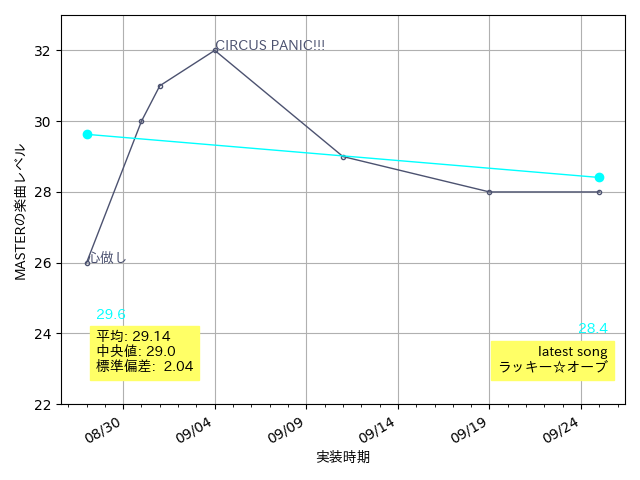 32
30
28
26
24
22
MASTERの楽曲レベル
CIRCUS PANIC!!!
心做し
29.6
平均: 29.14
中央値: 29.0
標準偏差: 2.04
28.4
latest song
ラッキー☆オーブ
08/30
09/04
09/09
09/14
09/19
09/24
実装時期